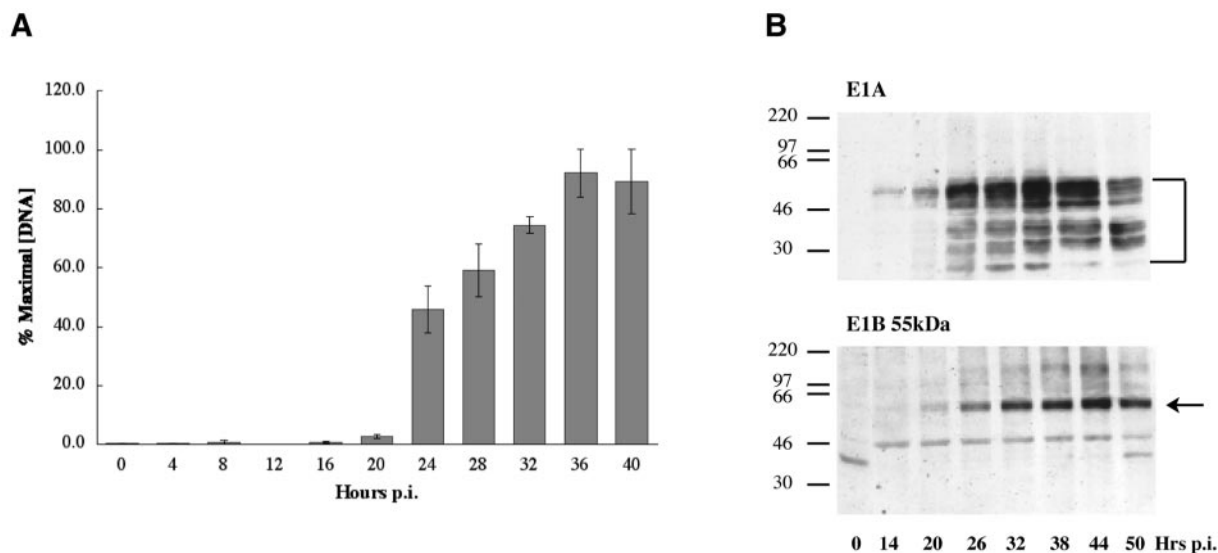 A
% Maximal [DNA]
120.0
100.0
80.0
60.0
40.0
20.0
0.0
0 4 8 12 16 20 24 28 32 36 40
Hours p.i.
B
E1A
220
97
66
46
30
E1B 55kDa
220
97
66
46
30
0 14 20 26 32 38 44 50 Hrs p.i.